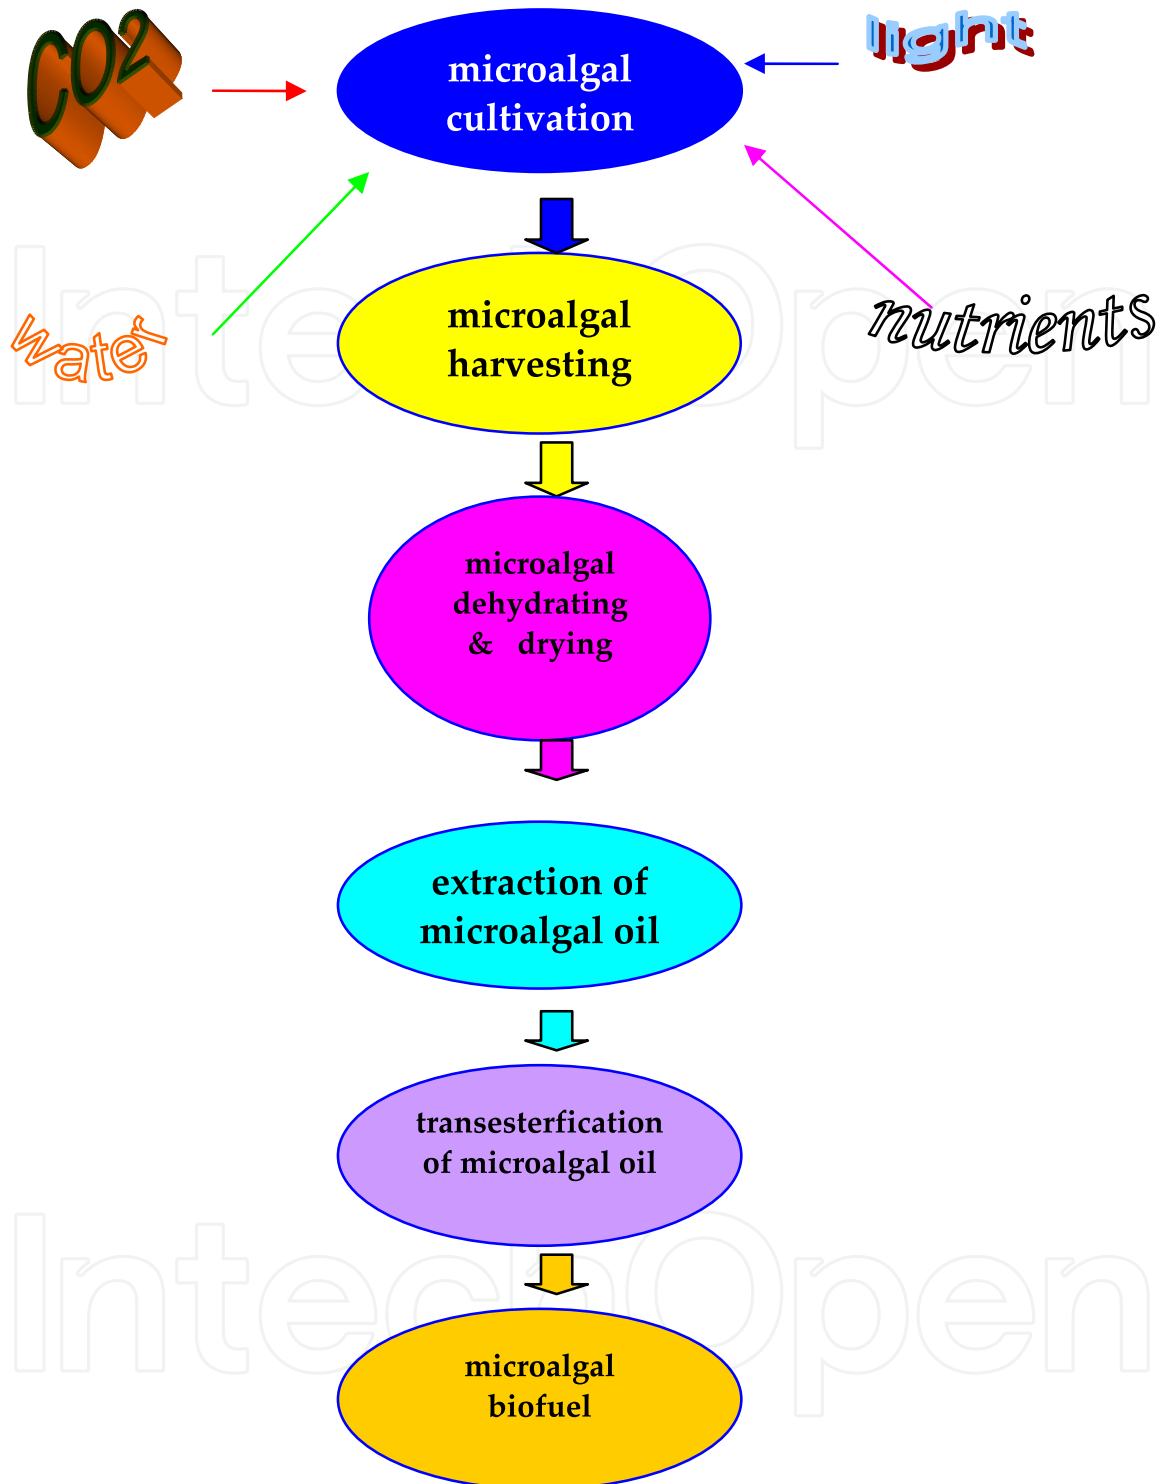 CO2
light
microalgal
cultivation
water
nutrients
microalgal
harvesting
IntechOpen
microalgal
dehydrating
& drying
extraction of
microalgal oil
transesterfication
of microalgal oil
IntechOpen
microalgal
biofuel